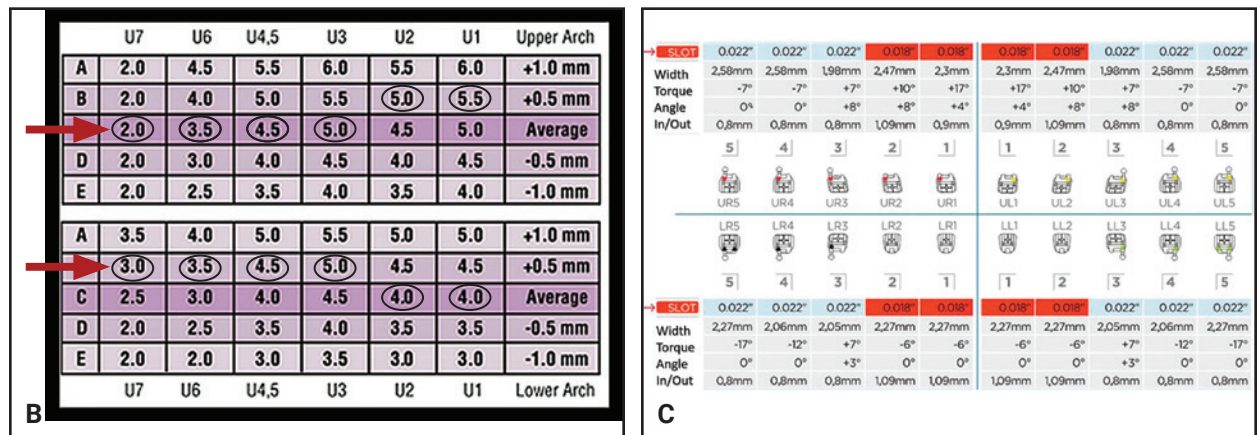 U7 U6 U4,5 U3 U2 U1 Upper Arch
A 2.0 4.5 5.5 6.0 5.5 6.0 +1.0 mm
B 2.0 4.0 5.0 5.5 5.0 5.5 +0.5 mm
2.0 3.5 4.5 5.0 4.5 5.0 Average
D 2.0 3.0 4.0 4.5 4.0 4.5 -0.5 mm
E 2.0 2.5 3.5 4.0 3.5 4.0 -1.0 mm
A 3.5 4.0 5.0 5.5 5.0 5.0 +1.0 mm
3.0 3.5 4.5 5.0 4.5 4.5 +0.5 mm
C 2.5 3.0 4.0 4.5 4.0 4.0 Average
D 2.0 2.5 3.5 4.0 3.5 3.5 -0.5 mm
E 2.0 2.0 3.0 3.5 3.0 3.0 -1.0 mm
U7 U6 U4,5 U3 U2 U1 Lower Arch
B
SLOT 0.022" 0.022" 0.022" 0.018" 0.018" 0.018" 0.018" 0.022" 0.022" 0.022"
Width 2,58mm 2,58mm 1,98mm 2,47mm 2,3mm 2,3mm 2,47mm 1,98mm 2,58mm 2,58mm
Torque -7° -7° +7° +10° +17° +17° +10° +7° -7° -7°
Angle 0° 0° +8° +8° +4° +4° +8° +8° 0° 0°
In/Out 0,8mm 0,8mm 0,8mm 1,09mm 0,9mm 0,9mm 1,09mm 0,8mm 0,8mm 0,8mm
5 4 3 2 1 1 2 3 4 5
UR5 UR4 UR3 UR2 UR1 UL1 UL2 UL3 UL4 UL5
LR5 LR4 LR3 LR2 LR1 LL1 LL2 LL3 LL4 LL5
5 4 3 2 1 1 2 3 4 5
SLOT 0.022" 0.022" 0.022" 0.018" 0.018" 0.018" 0.018" 0.022" 0.022" 0.022"
Width 2,27mm 2,06mm 2,05mm 2,27mm 2,27mm 2,27mm 2,27mm 2,05mm 2,06mm 2,27mm
Torque -17° -12° +7° -6° -6° -6° -6° +7° -12° -17°
Angle 0° 0° +3° 0° 0° 0° 0° +3° 0° 0°
In/Out 0,8mm 0,8mm 0,8mm 1,09mm 1,09mm 1,09mm 1,09mm 0,8mm 0,8mm 0,8mm
C